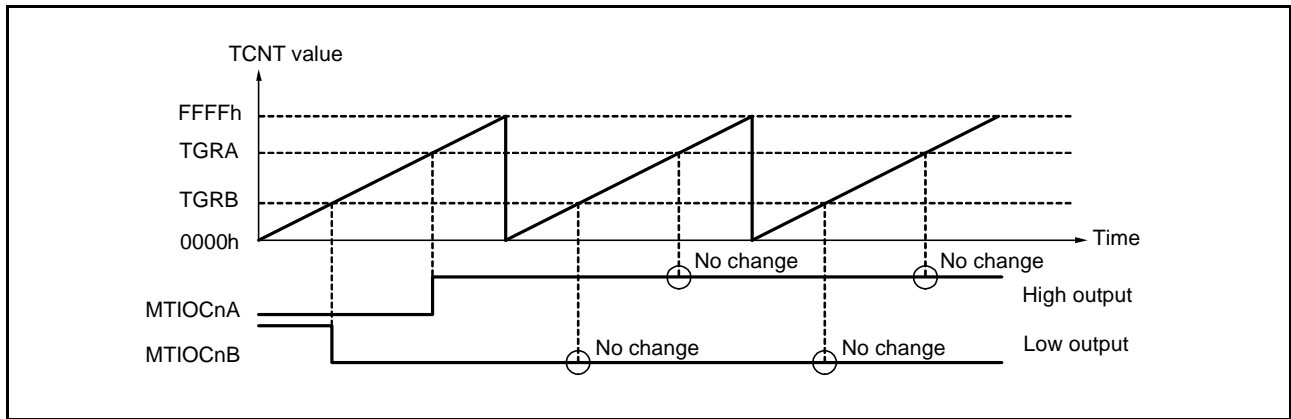 TCNT value
FFFFh
TGRA
TGRB
0000h
Time
No change
No change
High output
MTIOCnA
No change
No change
Low output
MTIOCnB